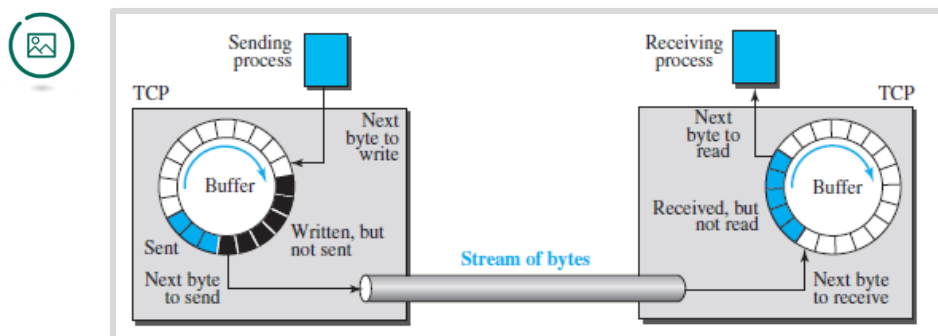 Sending
process
Receiving
process
TCP
TCP
Next
byte to
write
Next
byte to
read
Buffer
Buffer
Written, but
not sent
Received, but
not read
Sent
Stream of bytes
Next byte
to send
Next byte
to receive